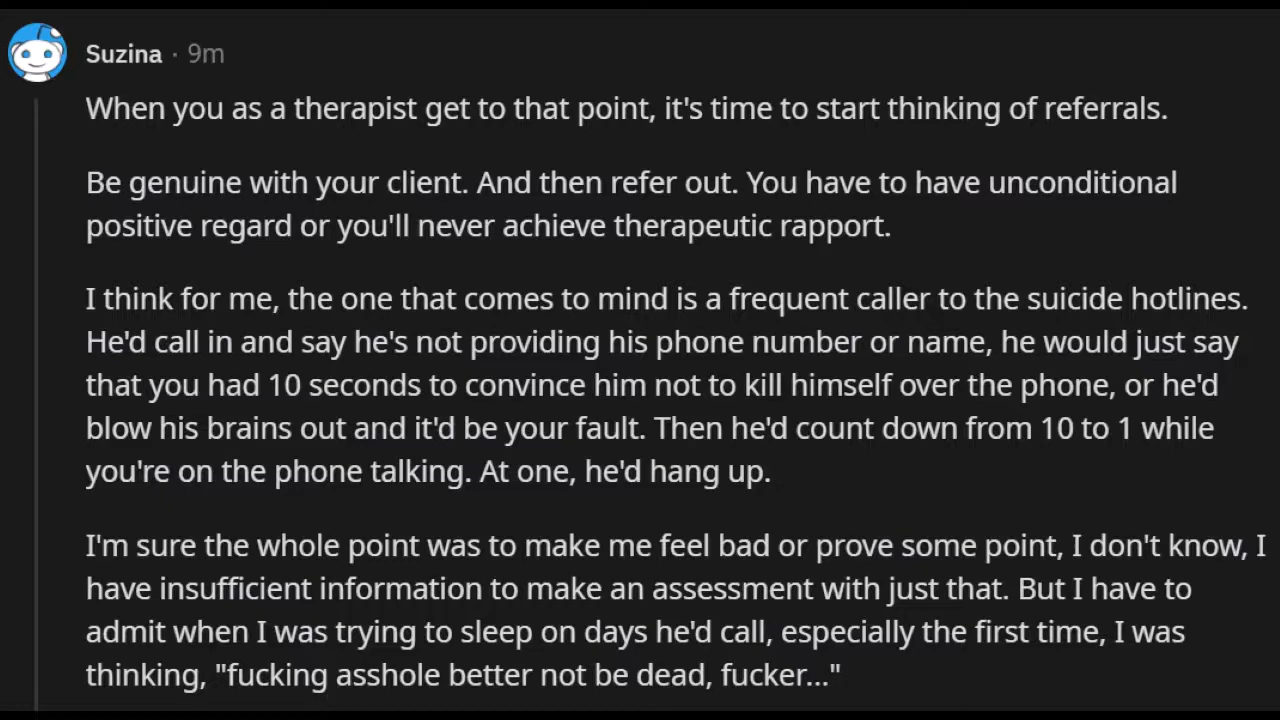 Suzina · 9m
When you as a therapist get to that point, it's time to start thinking of referrals.
Be genuine with your client. And then refer out. You have to have unconditional
positive regard or you'll never achieve therapeutic rapport.
I think for me, the one that comes to mind is a frequent caller to the suicide hotlines.
He'd call in and say he's not providing his phone number or name, he would just say
that you had 10 seconds to convince him not to kill himself over the phone, or he'd
blow his brains out and it'd be your fault. Then he'd count down from 10 to 1 while
you're on the phone talking. At one, he'd hang up.
I'm sure the whole point was to make me feel bad or prove some point, I don't know, I
have insufficient information to make an assessment with just that. But I have to
admit when I was trying to sleep on days he'd call, especially the first time, I was
thinking, "fucking asshole better not be dead, fucker..."